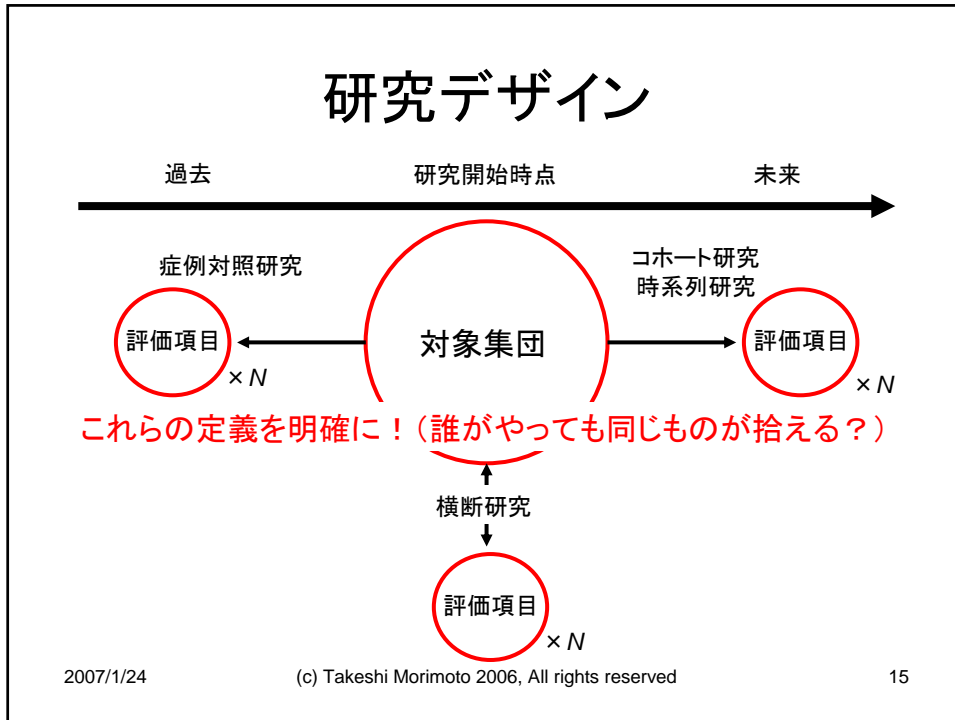 研究デザイン
過去 研究開始時点 未来
症例対照研究
コホート研究
時系列研究
評価項目
×N
対象集団
評価項目
×N
これらの定義を明確に！（誰がやっても同じものが拾える？）
横断研究
評価項目
×N
2007/1/24 (c) Takeshi Morimoto 2006, All rights reserved 15